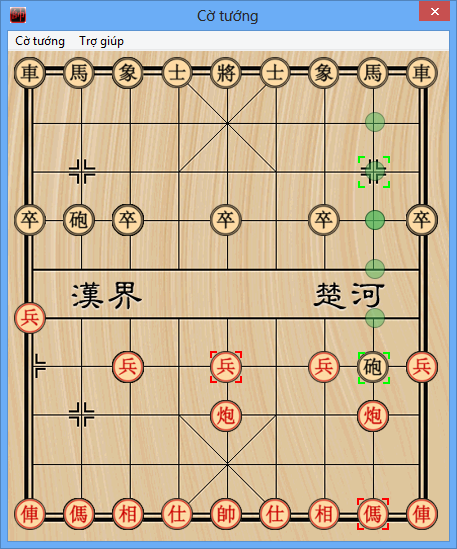 Cờ tướng
Cờ tướng Trợ giúp
車 馬 象 士 將 士 象 馬 車
卒 砲 卒 卒 卒 卒
漢界 楚河
兵
兵 兵 兵 砲 兵
炮 炮
俥 傌 相 仕 帥 仕 相 傌 俥